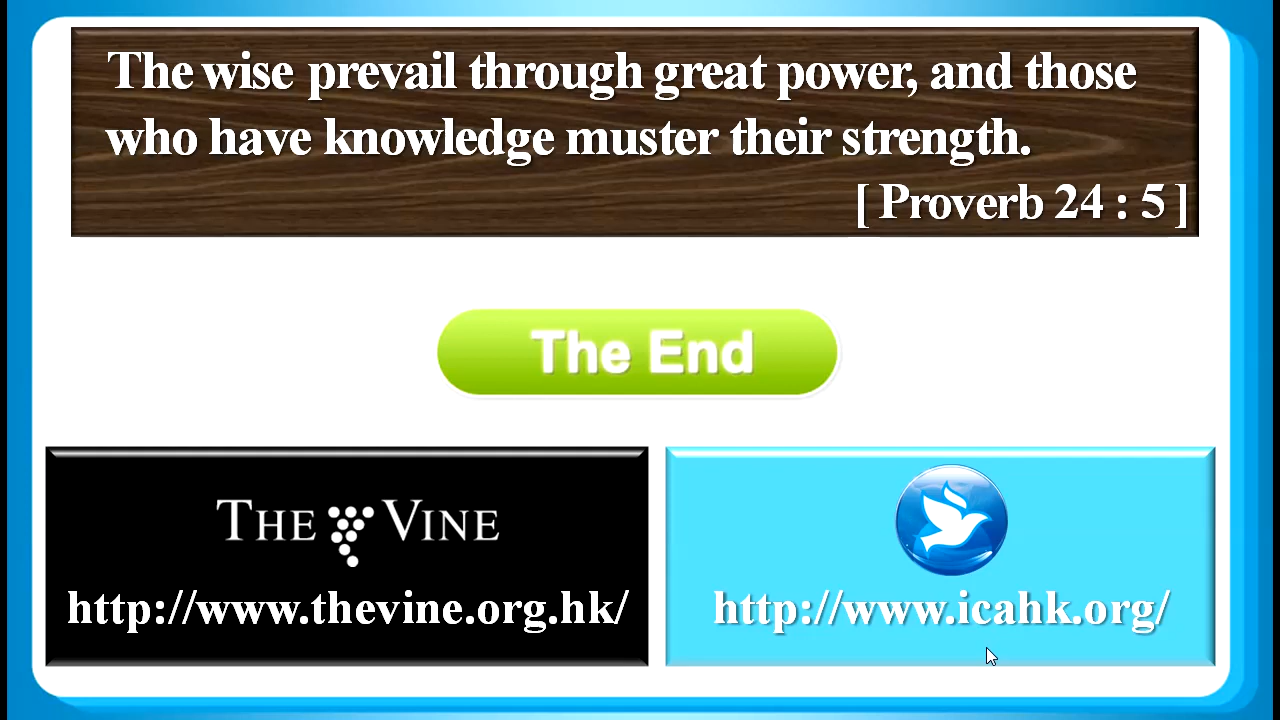 The wise prevail through great power, and those
who have knowledge muster their strength.
[ Proverb 24 : 5 ]
The End
THE VINE
http://www.thevine.org.hk/
http://www.icahk.org/